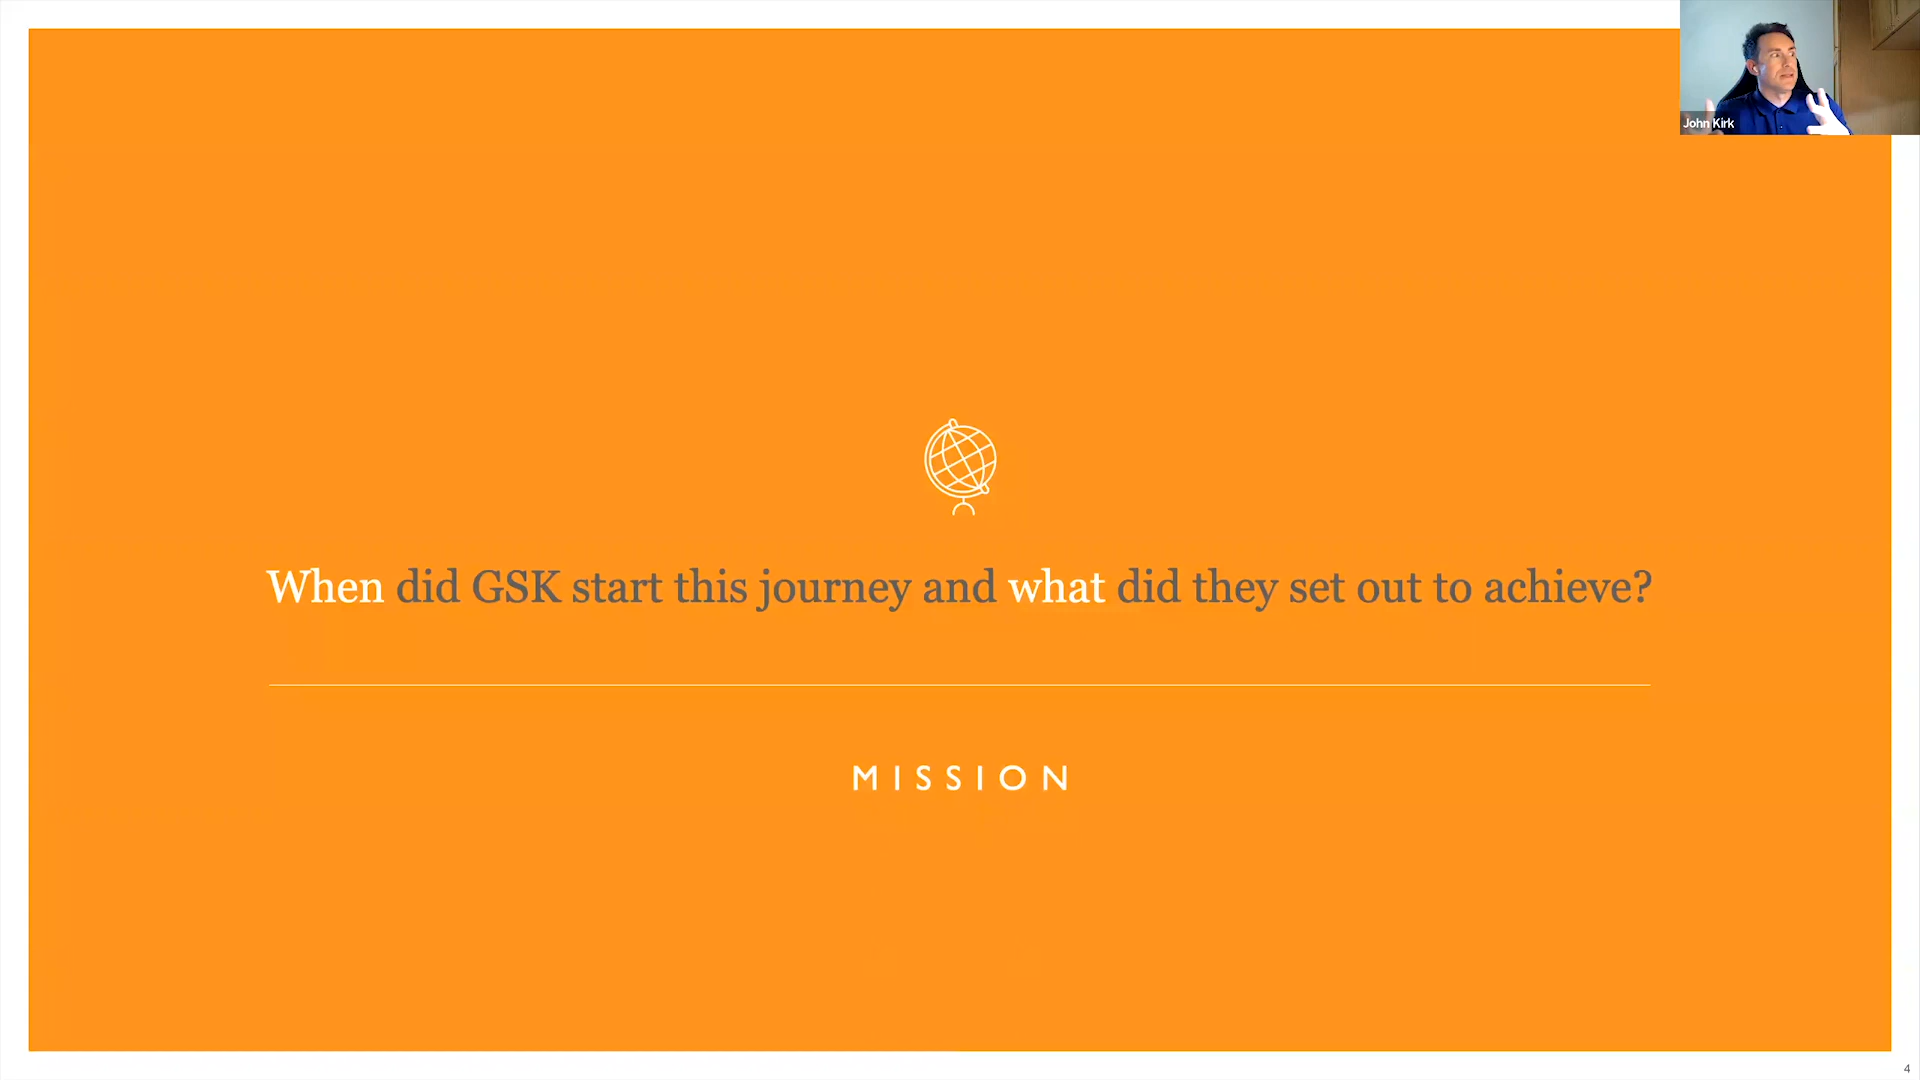 John Kirk
When did GSK start this journey and what did they set out to achieve?
MISSION
4